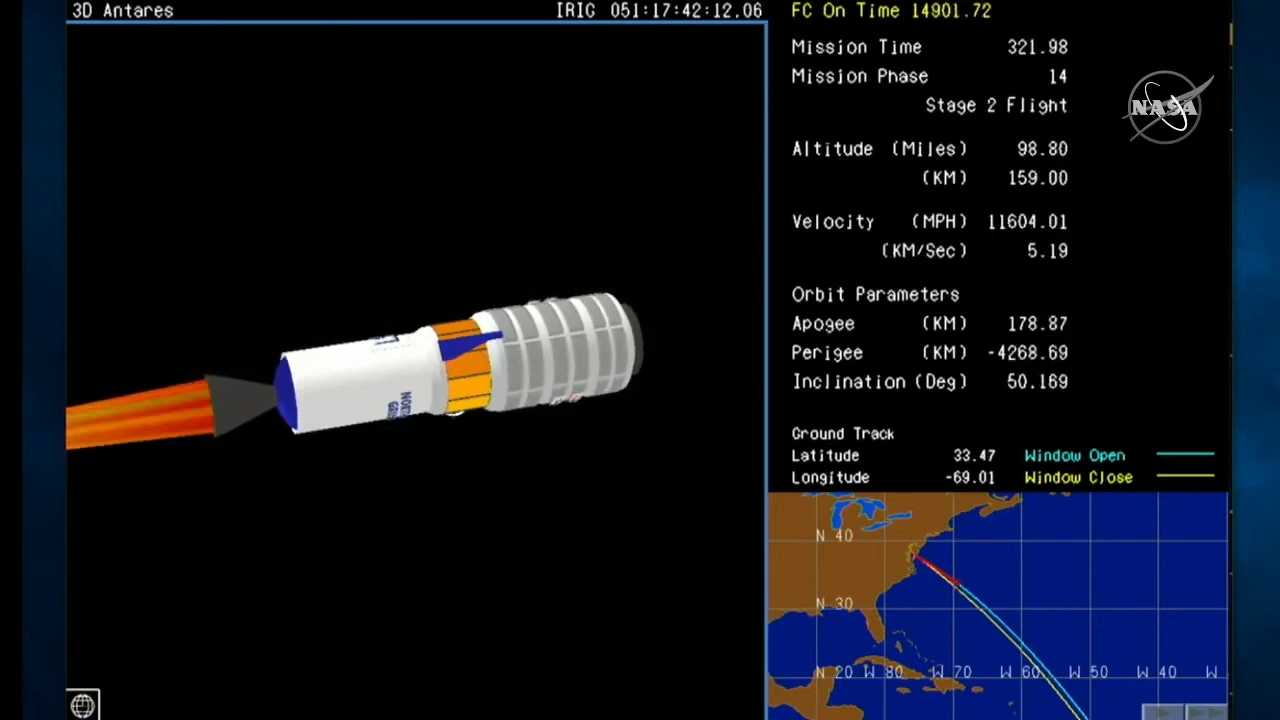 3D Antares
IRIG 051:17:42:12.06
FC On Time 14901.72
Mission Time 321.98
Mission Phase 14
Stage 2 Flight
NASA
Altitude (Miles) 98.80
(KM) 159.00
Velocity (MPH) 11604.01
(KM/Sec) 5.19
Orbit Parameters
Apogee (KM) 178.87
Perigee (KM) -4268.69
Inclination (Deg) 50.169
Ground Track
Latitude 33.47 Window Open
Longitude -69.01 Window Close
N 40
N 30
N 20 W 80 W 70 W 60 W 50 W 40 W